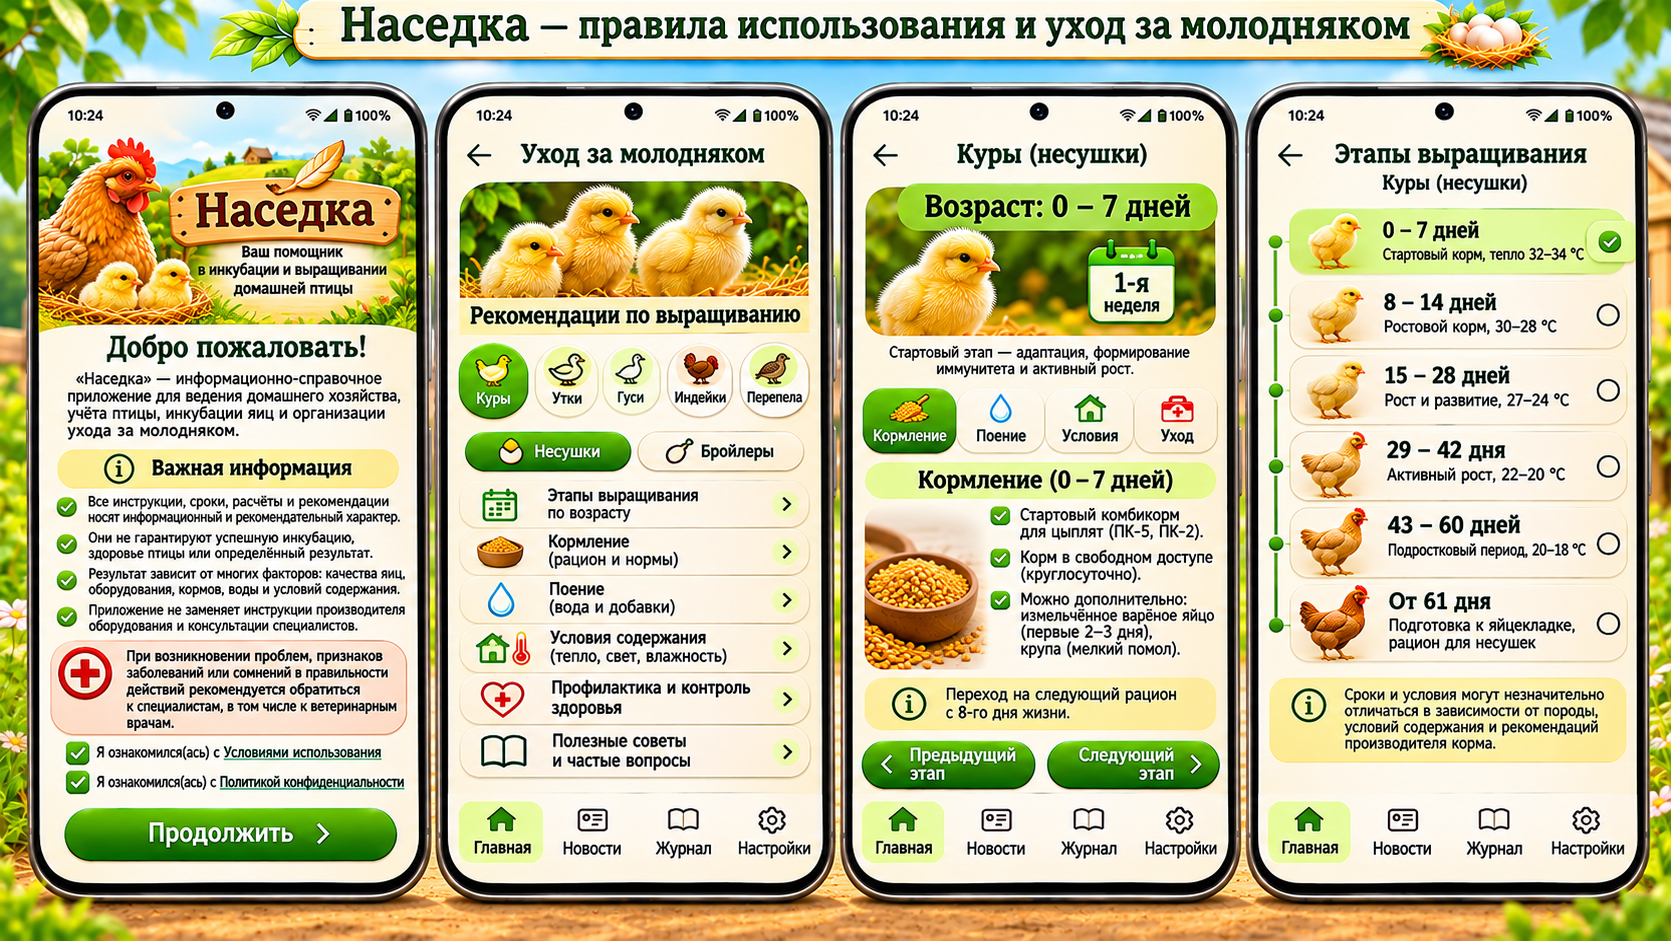 Наседка — правила использования и уход за молодняком
10:24
100%
Наседка
Ваш помощник
в инкубации и выращивании
домашней птицы
Добро пожаловать!
«Наседка» — информационно-справочное
приложение для ведения домашнего хозяйства,
учёта птицы, инкубации яиц и организации
ухода за молодняком.
Важная информация
Все инструкции, сроки, расчёты и рекомендации
носят информационный и рекомендательный характер.
Они не гарантируют успешную инкубацию,
здоровье птицы или определённый результат.
Результат зависит от многих факторов: качества яиц,
оборудования, кормов, воды и условий содержания.
Приложение не заменяет инструкции производителя
оборудования и консультации специалистов.
При возникновении проблем, признаков
заболеваний или сомнений в правильности
действий рекомендуется обратиться
к специалистам, в том числе к ветеринарным
врачам.
Я ознакомился(ась) с Условиями использования
Я ознакомился(ась) с Политикой конфиденциальности
Продолжить
10:24
100%
Уход за молодняком
Рекомендации по выращиванию
Куры
Утки
Гуси
Индейки
Перепела
Несушки
Бройлеры
Этапы выращивания
по возрасту
Кормление
(рацион и нормы)
Поение
(вода и добавки)
Условия содержания
(тепло, свет, влажность)
Профилактика и контроль
здоровья
Полезные советы
и частые вопросы
Главная
Новости
Журнал
Настройки
10:24
100%
Куры (несушки)
Возраст: 0 – 7 дней
1-я
неделя
Стартовый этап — адаптация, формирование
иммунитета и активный рост.
Кормление
Поение
Условия
Уход
Кормление (0 – 7 дней)
Стартовый комбикорм
для цыплят (ПК-5, ПК-2).
Корм в свободном доступе
(круглосуточно).
Можно дополнительно:
измельчённое варёное яйцо
(первые 2–3 дня),
крупа (мелкий помол).
Переход на следующий рацион
с 8-го дня жизни.
Предыдущий
этап
Следующий
этап
Главная
Новости
Журнал
Настройки
10:24
100%
Этапы выращивания
Куры (несушки)
0 – 7 дней
Стартовый корм, тепло 32–34 °C
8 – 14 дней
Ростовой корм, 30–28 °C
15 – 28 дней
Рост и развитие, 27–24 °C
29 – 42 дня
Активный рост, 22–20 °C
43 – 60 дней
Подростковый период, 20–18 °C
От 61 дня
Подготовка к яйцекладке,
рацион для несушек
Сроки и условия могут незначительно
отличаться в зависимости от породы,
условий содержания и рекомендаций
производителя корма.
Главная
Новости
Журнал
Настройки